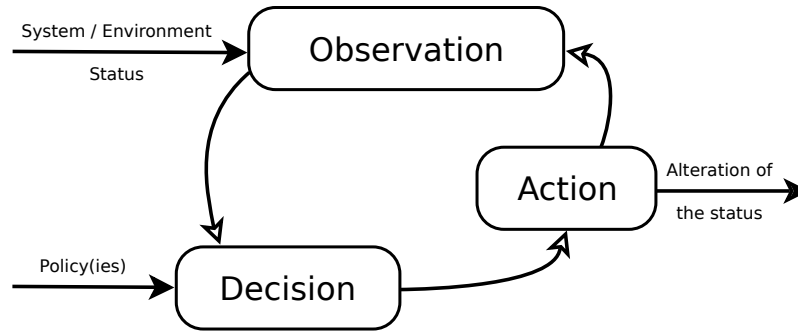 System / Environment
Status
Observation
Action
Alteration of
the status
Policy(ies)
Decision